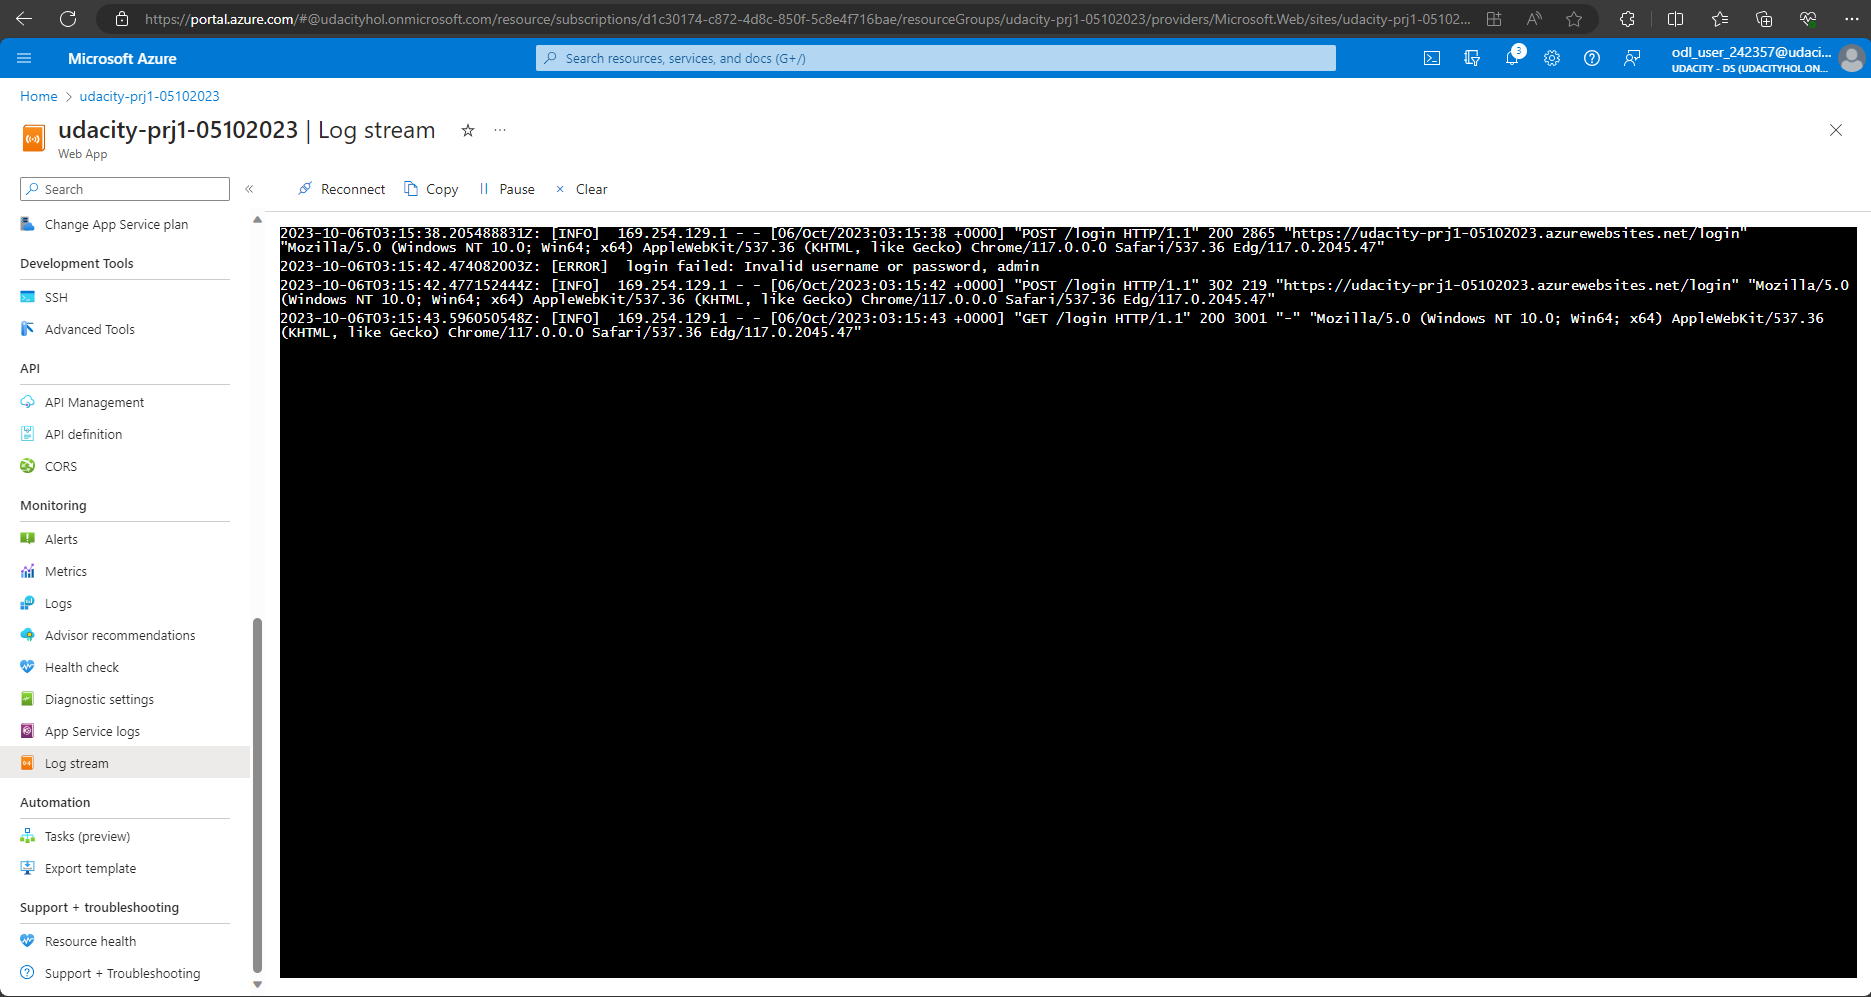 https://portal.azure.com/#@udacityhol.onmicrosoft.com/resource/subscriptions/d1c30174-c872-4d8c-850f-5c8e4f716bae/resourceGroups/udacity-prj1-05102023/providers/Microsoft.Web/sites/udacity-prj1-05102...
Microsoft Azure
Search resources, services, and docs (G+/)
3
odl_user_242357@udaci...
UDACITY - DS (UDACITYHOL.ON...
Home > udacity-prj1-05102023
udacity-prj1-05102023 | Log stream
Web App
Search
Reconnect Copy Pause Clear
Change App Service plan
Development Tools
SSH
Advanced Tools
API
API Management
API definition
CORS
Monitoring
Alerts
Metrics
Logs
Advisor recommendations
Health check
Diagnostic settings
App Service logs
Log stream
Automation
Tasks (preview)
Export template
Support + troubleshooting
Resource health
Support + Troubleshooting
2023-10-06T03:15:38.205488831Z: [INFO]  169.254.129.1 - - [06/Oct/2023:03:15:38 +0000] "POST /login HTTP/1.1" 200 2865 "https://udacity-prj1-05102023.azurewebsites.net/login"
"Mozilla/5.0 (Windows NT 10.0; Win64; x64) AppleWebKit/537.36 (KHTML, like Gecko) Chrome/117.0.0.0 Safari/537.36 Edg/117.0.2045.47"
2023-10-06T03:15:42.474082003Z: [ERROR]  login failed: Invalid username or password, admin
2023-10-06T03:15:42.477152444Z: [INFO]  169.254.129.1 - - [06/Oct/2023:03:15:42 +0000] "POST /login HTTP/1.1" 302 219 "https://udacity-prj1-05102023.azurewebsites.net/login" "Mozilla/5.0
(Windows NT 10.0; Win64; x64) AppleWebKit/537.36 (KHTML, like Gecko) Chrome/117.0.0.0 Safari/537.36 Edg/117.0.2045.47"
2023-10-06T03:15:43.596050548Z: [INFO]  169.254.129.1 - - [06/Oct/2023:03:15:43 +0000] "GET /login HTTP/1.1" 200 3001 "-" "Mozilla/5.0 (Windows NT 10.0; Win64; x64) AppleWebKit/537.36
(KHTML, like Gecko) Chrome/117.0.0.0 Safari/537.36 Edg/117.0.2045.47"